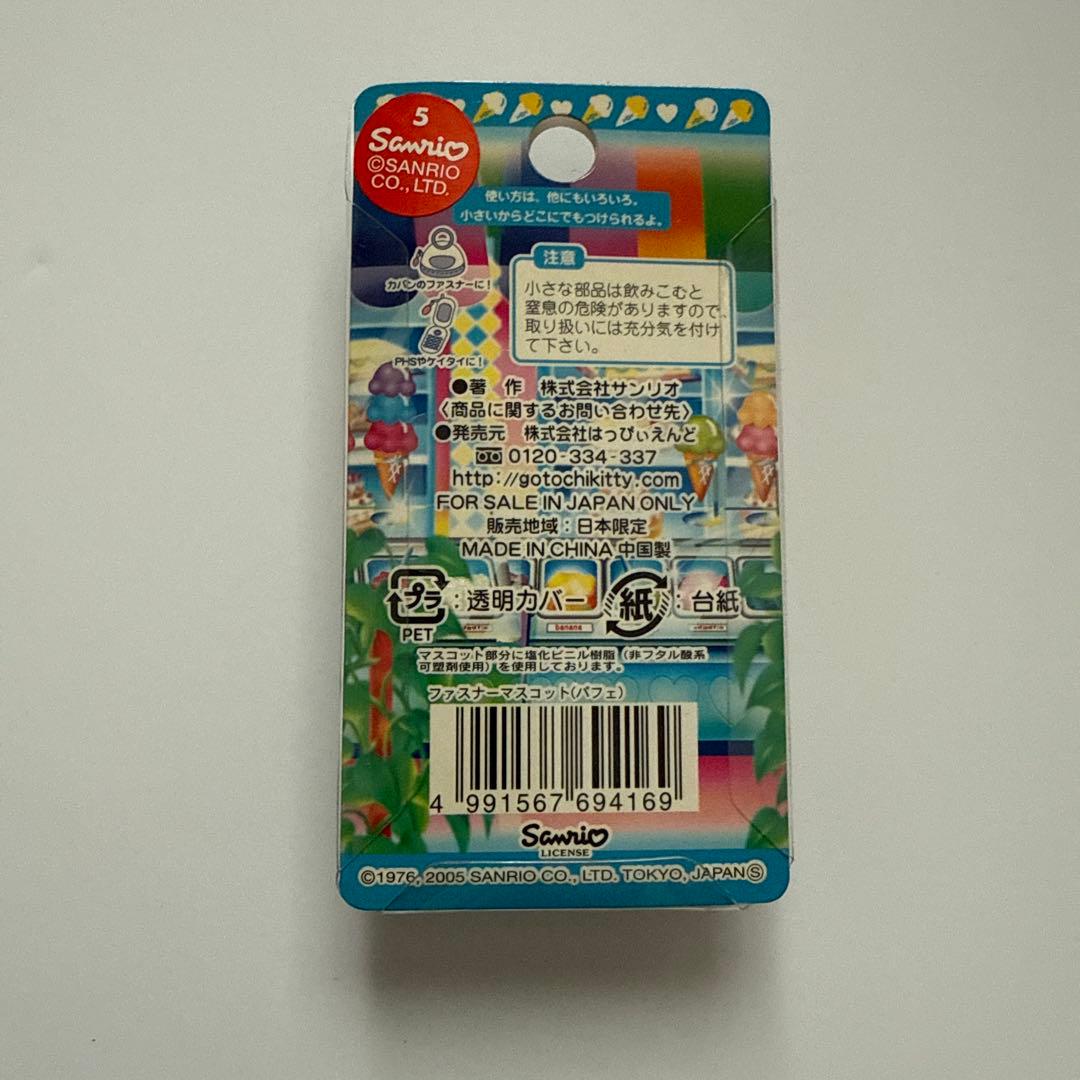 5
Sanrio
©SANRIO
CO., LTD.
使い方は、他にもいろいろ。
小さいからどこにでもつけられるよ。
カバンのファスナーに!
PHSやケイタイに!
注意
小さな部品は飲みこむと
窒息の危険がありますので、
取り扱いには充分気を付け
て下さい。
●著 作 株式会社サンリオ
〈商品に関するお問い合わせ先〉
●発売元 株式会社はっぴぃえんど
0120-334-337
http://gotochikitty.com
FOR SALE IN JAPAN ONLY
販売地域:日本限定
MADE IN CHINA 中国製
プラ:透明カバー 紙:台紙
PET
banana
マスコット部分に塩化ビニル樹脂(非フタル酸系
可塑剤使用)を使用しております。
ファスナーマスコット(パフェ)
4 991567 694169
Sanrio
LICENSE
©1976, 2005 SANRIO CO., LTD. TOKYO, JAPAN Ⓢ